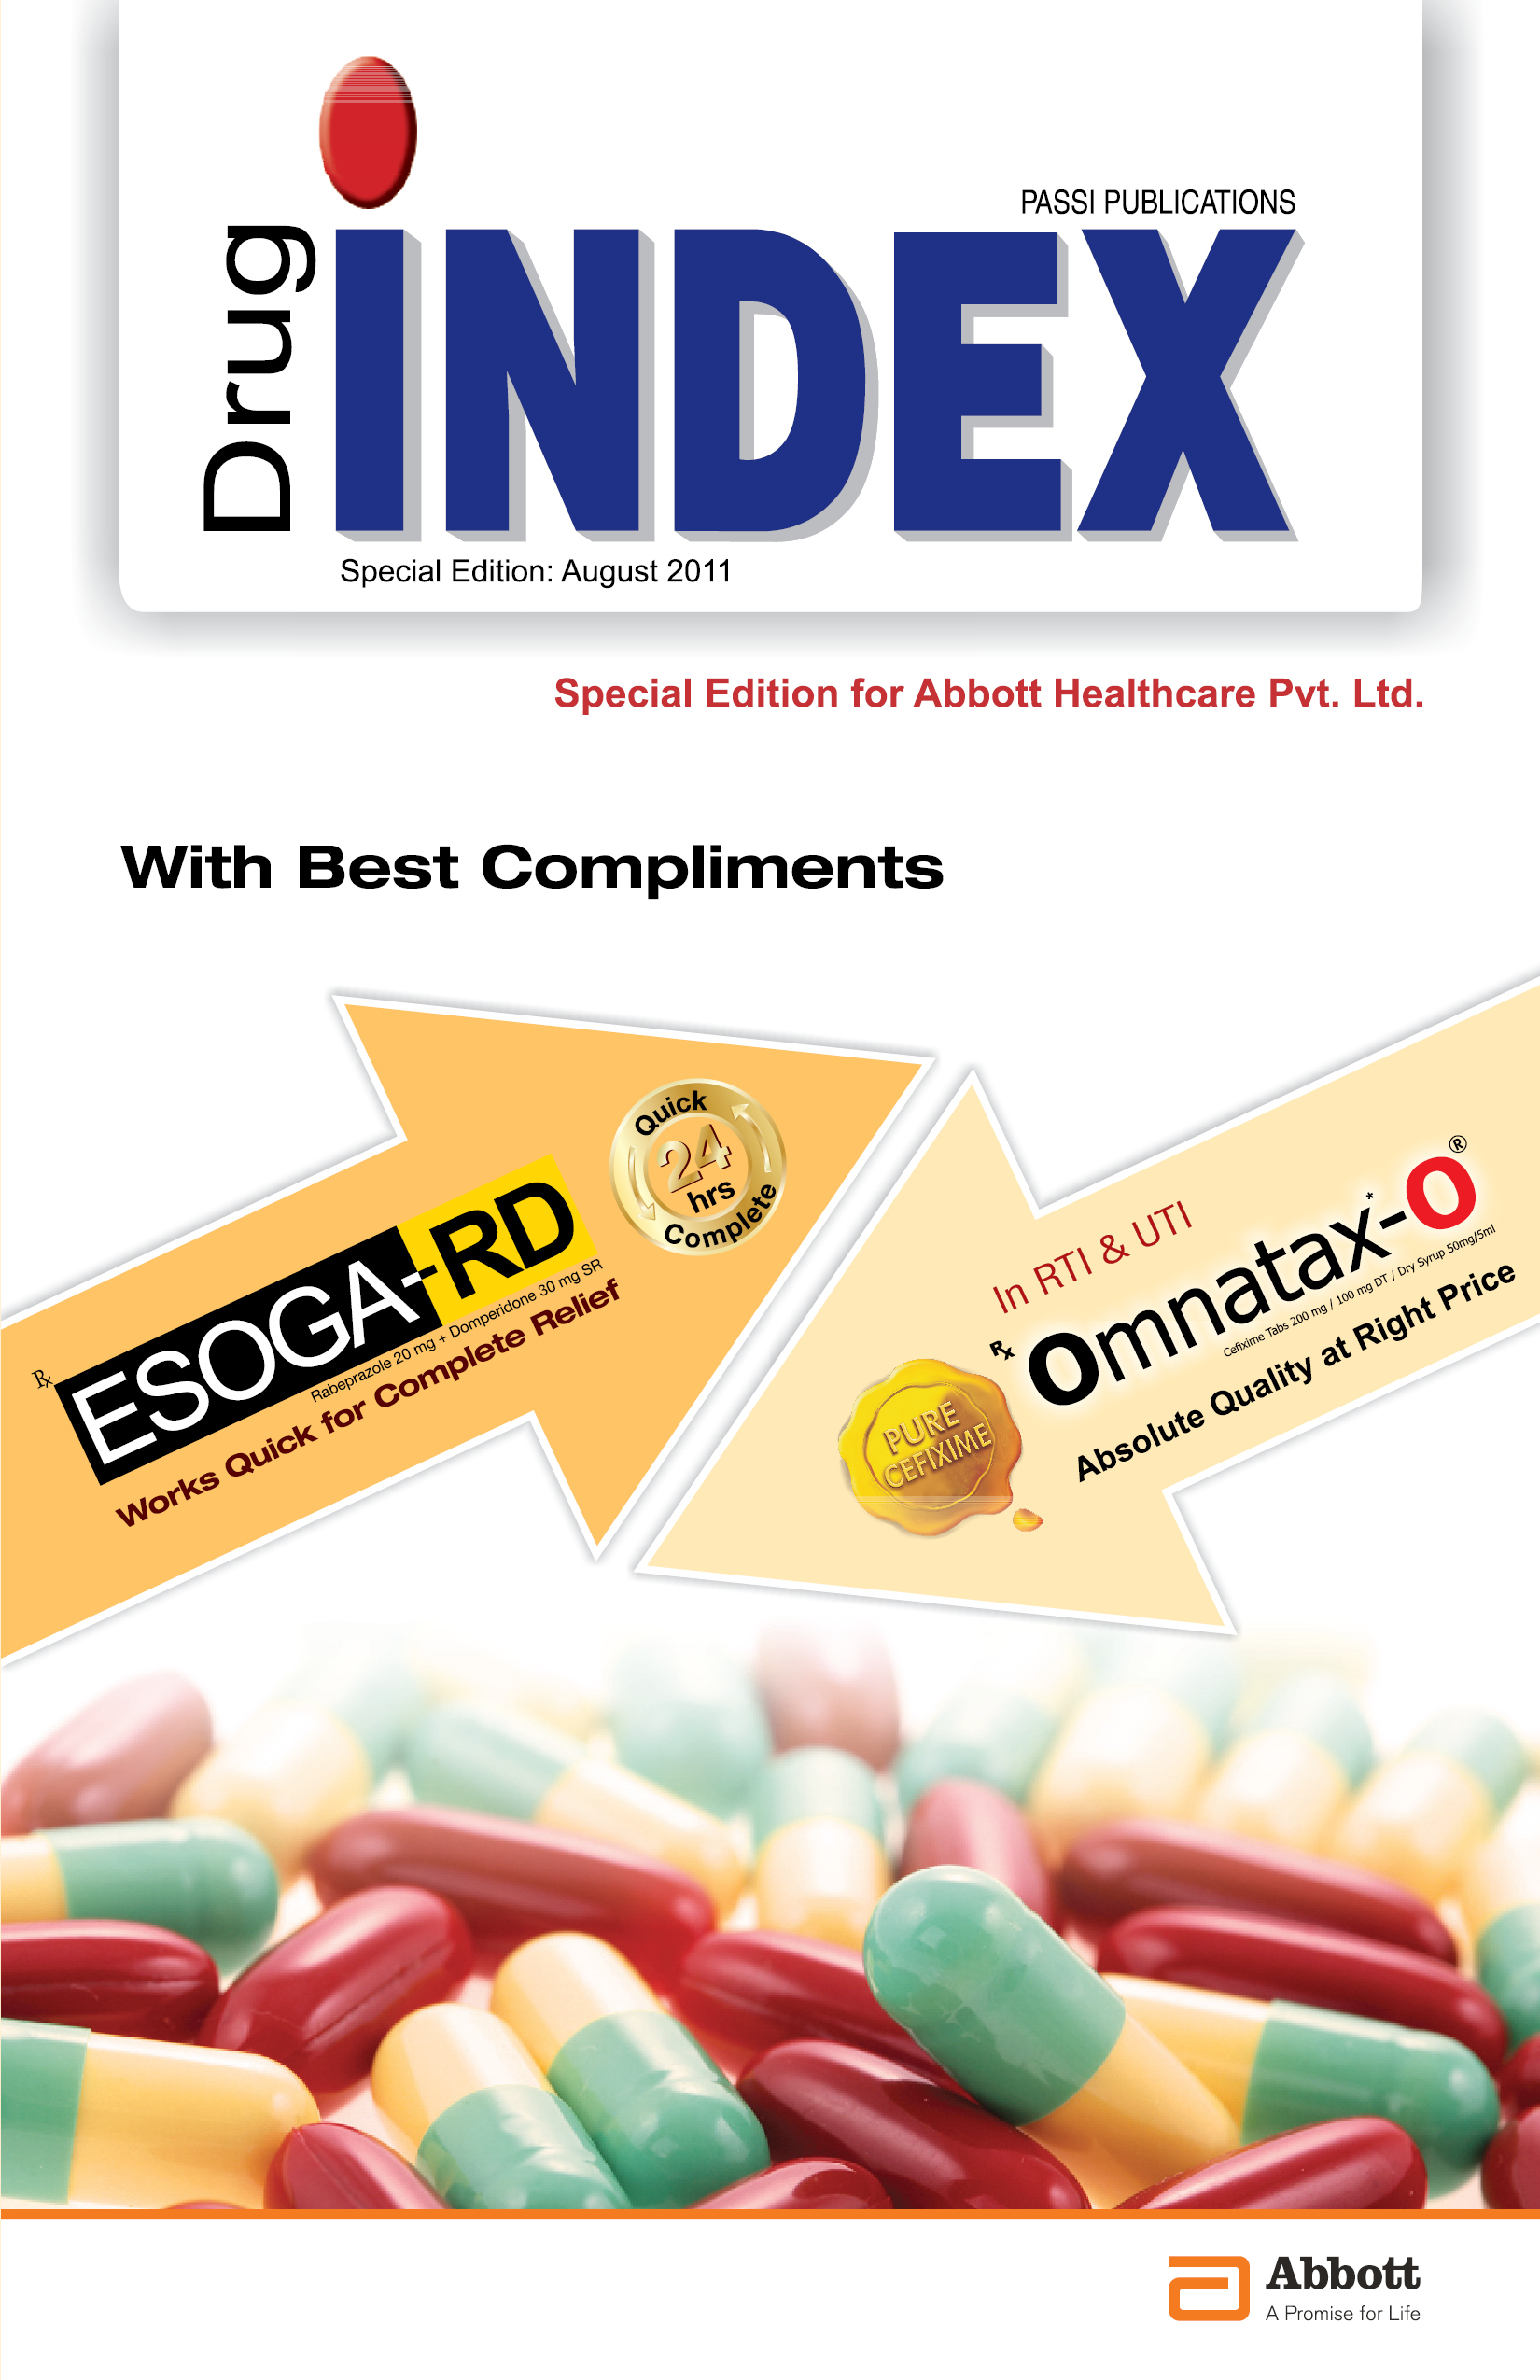 PASSI PUBLICATIONS
Drug INDEX
Special Edition: August 2011
Special Edition for Abbott Healthcare Pvt. Ltd.
With Best Compliments
Quick
24
hrs
Complete
℞ ESOGA-RD
Rabeprazole 20 mg + Domperidone 30 mg SR
Works Quick for Complete Relief
In RTI & UTI
Rx Omnatax*-O®
Cefixime Tabs 200 mg / 100 mg DT / Dry Syrup 50mg/5ml
Absolute Quality at Right Price
PURE
CEFIXIME
Abbott
A Promise for Life